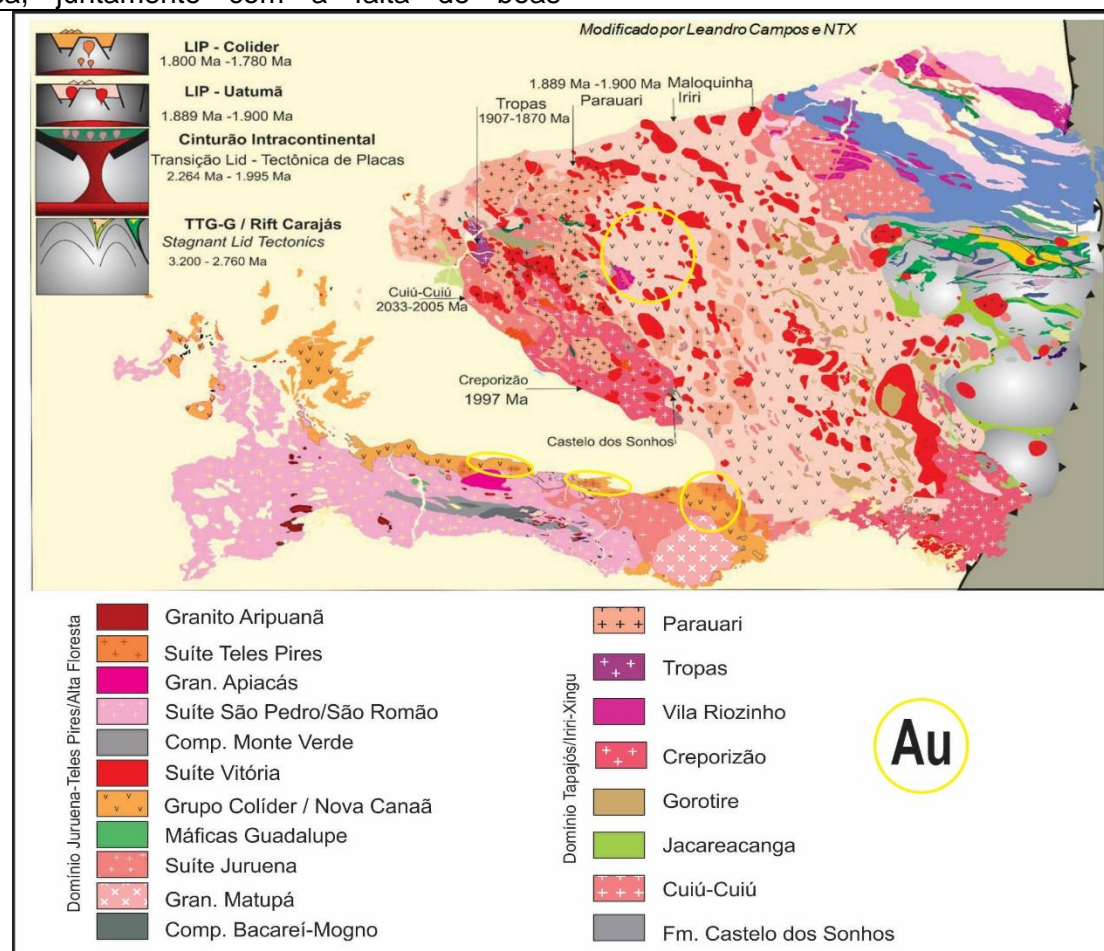 ca, juntamente com a falta de boas
Modificado por Leandro Campos e NTX
LIP - Colider
1.800 Ma -1.780 Ma
LIP - Uatumã
1.889 Ma -1.900 Ma
Cinturão Intracontinental
Transição Lid - Tectônica de Placas
2.264 Ma - 1.995 Ma
TTG-G / Rift Carajás
Stagnant Lid Tectonics
3.200 - 2.760 Ma
Tropas
1907-1870 Ma
1.889 Ma -1.900 Ma
Parauari
Maloquinha
Iriri
Cuiú-Cuiú
2033-2005 Ma
Creporizão
1997 Ma
Castelo dos Sonhos
Domínio Juruena-Teles Pires/Alta Floresta
Granito Aripuanã
Suíte Teles Pires
Gran. Apiacás
Suíte São Pedro/São Romão
Comp. Monte Verde
Suíte Vitória
Grupo Colíder / Nova Canaã
Máficas Guadalupe
Suíte Juruena
Gran. Matupá
Comp. Bacareí-Mogno
Domínio Tapajós/Iriri-Xingu
Parauari
Tropas
Vila Riozinho
Creporizão
Gorotire
Jacareacanga
Cuiú-Cuiú
Fm. Castelo dos Sonhos
Au